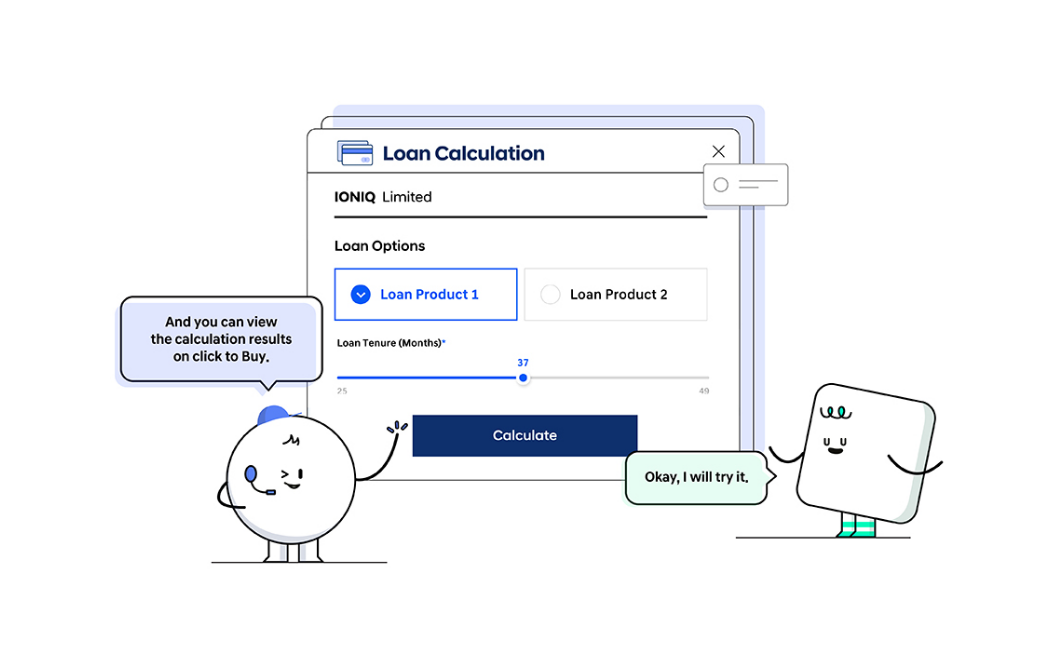 Loan Calculation
IONIQ Limited
Loan Options
Loan Product 1
Loan Product 2
And you can view
the calculation results
on click to Buy.
Loan Tenure (Months)*
37
25
49
Calculate
Okay, I will try it.